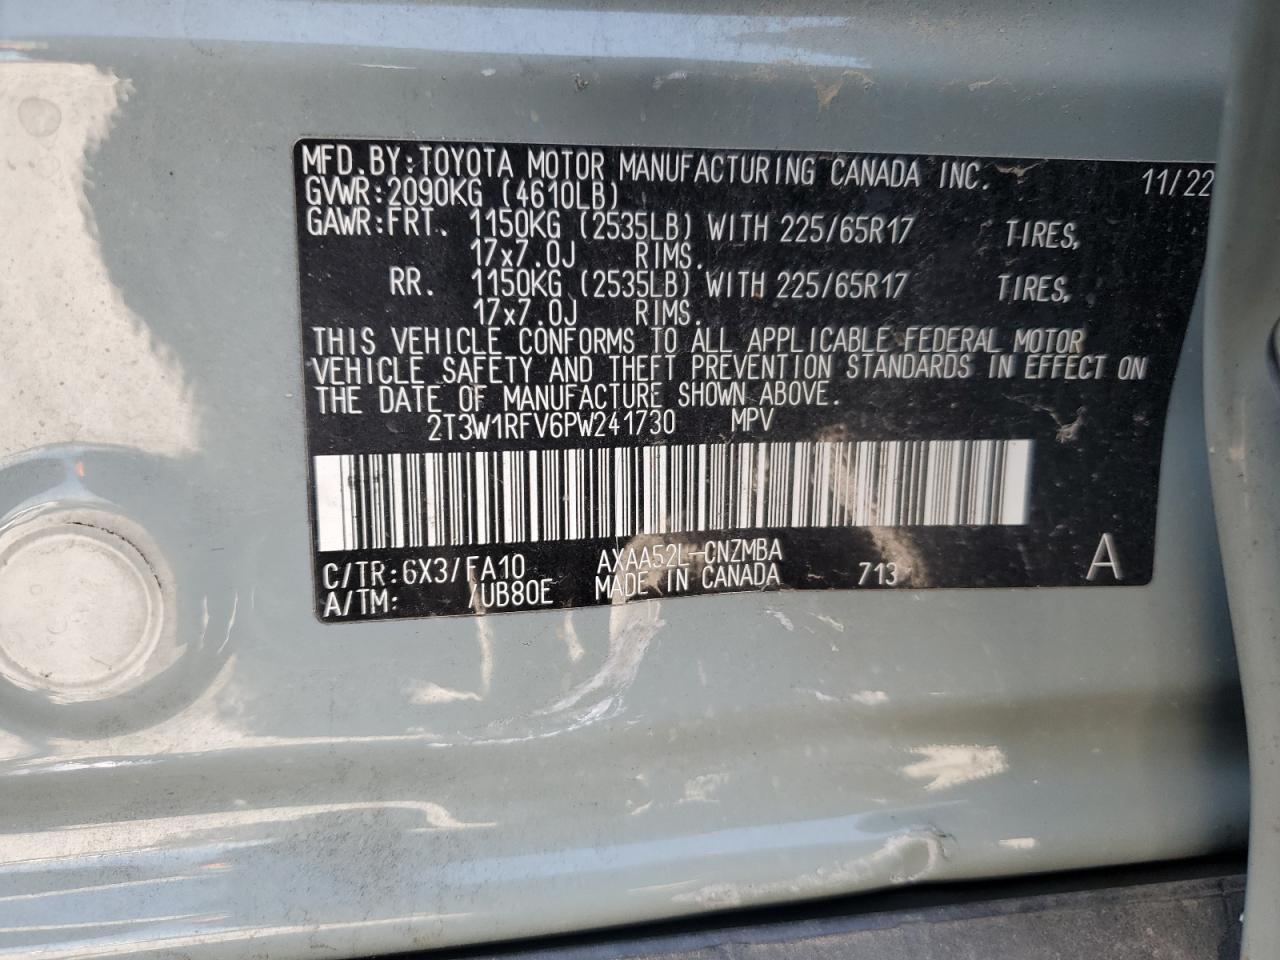 MFD.BY:TOYOTA MOTOR MANUFACTURING CANADA INC. 11/22
GVWR:2090KG (4610LB)
GAWR:FRT. 1150KG (2535LB) WITH 225/65R17 TIRES,
17x7.0J RIMS.
RR. 1150KG (2535LB) WITH 225/65R17 TIRES,
17x7.0J RIMS.
THIS VEHICLE CONFORMS TO ALL APPLICABLE FEDERAL MOTOR
VEHICLE SAFETY AND THEFT PREVENTION STANDARDS IN EFFECT ON
THE DATE OF MANUFACTURE SHOWN ABOVE.
2T3W1RFV6PW241730 MPV
C/TR:6X3/FA10 AXAA52L-CNZMBA A
A/TM: /UB80E MADE IN CANADA 713